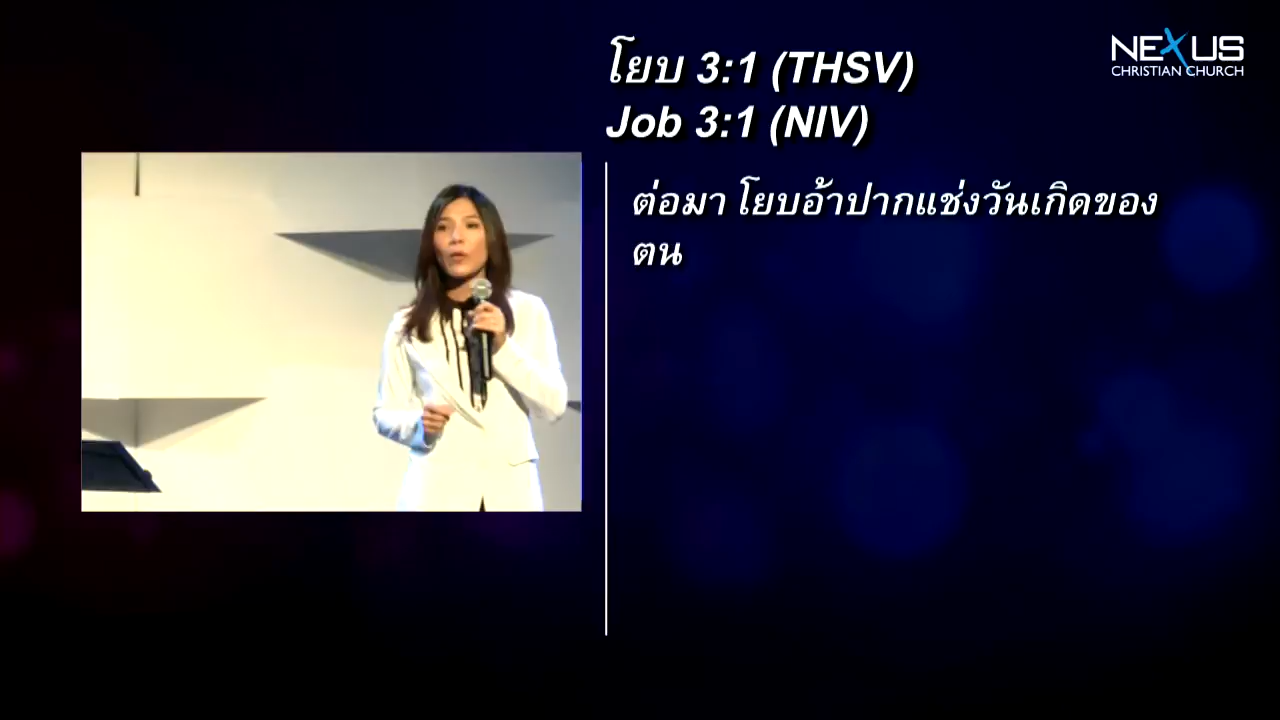 NEXUS
CHRISTIAN CHURCH
โยบ 3:1 (THSV)
Job 3:1 (NIV)
ต่อมา โยบอ้าปากแช่งวันเกิดของ
ตน